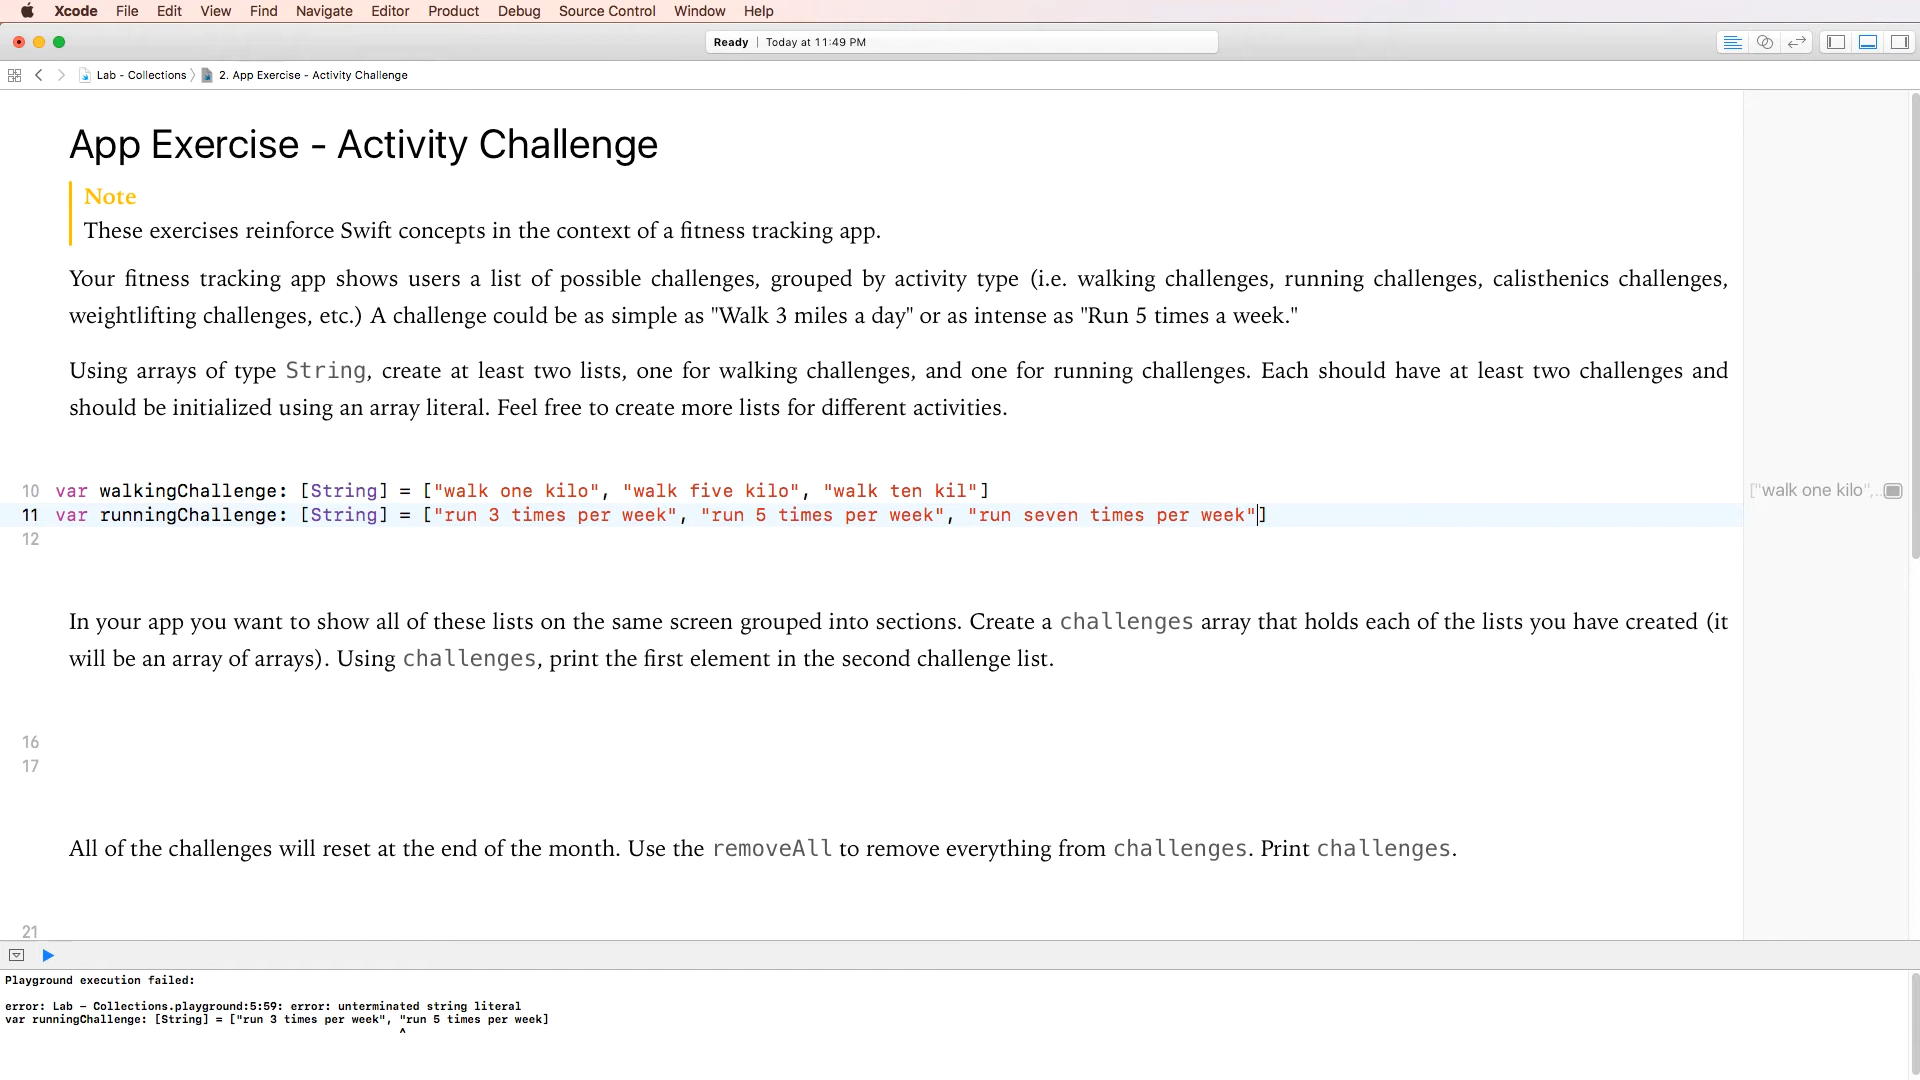 Xcode File Edit View Find Navigate Editor Product Debug Source Control Window Help
Ready | Today at 11:49 PM
Lab - Collections 2. App Exercise - Activity Challenge
App Exercise - Activity Challenge
Note
These exercises reinforce Swift concepts in the context of a fitness tracking app.
Your fitness tracking app shows users a list of possible challenges, grouped by activity type (i.e. walking challenges, running challenges, calisthenics challenges,
weightlifting challenges, etc.) A challenge could be as simple as "Walk 3 miles a day" or as intense as "Run 5 times a week."
Using arrays of type String, create at least two lists, one for walking challenges, and one for running challenges. Each should have at least two challenges and
should be initialized using an array literal. Feel free to create more lists for different activities.
10 var walkingChallenge: [String] = ["walk one kilo", "walk five kilo", "walk ten kil"]
["walk one kilo",...
11 var runningChallenge: [String] = ["run 3 times per week", "run 5 times per week", "run seven times per week"]
12
In your app you want to show all of these lists on the same screen grouped into sections. Create a challenges array that holds each of the lists you have created (it
will be an array of arrays). Using challenges, print the first element in the second challenge list.
16
17
All of the challenges will reset at the end of the month. Use the removeAll to remove everything from challenges. Print challenges.
21
Playground execution failed:
error: Lab - Collections.playground:5:59: error: unterminated string literal
var runningChallenge: [String] = ["run 3 times per week", "run 5 times per week]
^